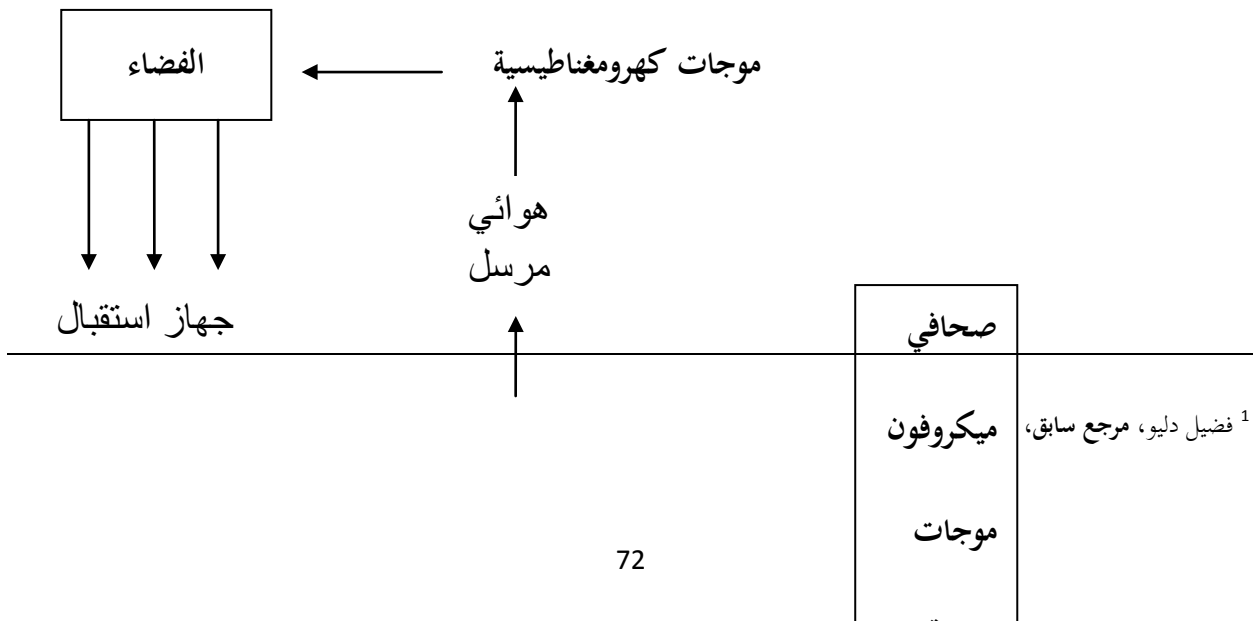 الفضاء
موجات كهرومغناطيسية
هوائي
مرسل
جهاز استقبال
صحافي
ميكروفون
موجات
1 فضيل دليو، مرجع سابق،
72